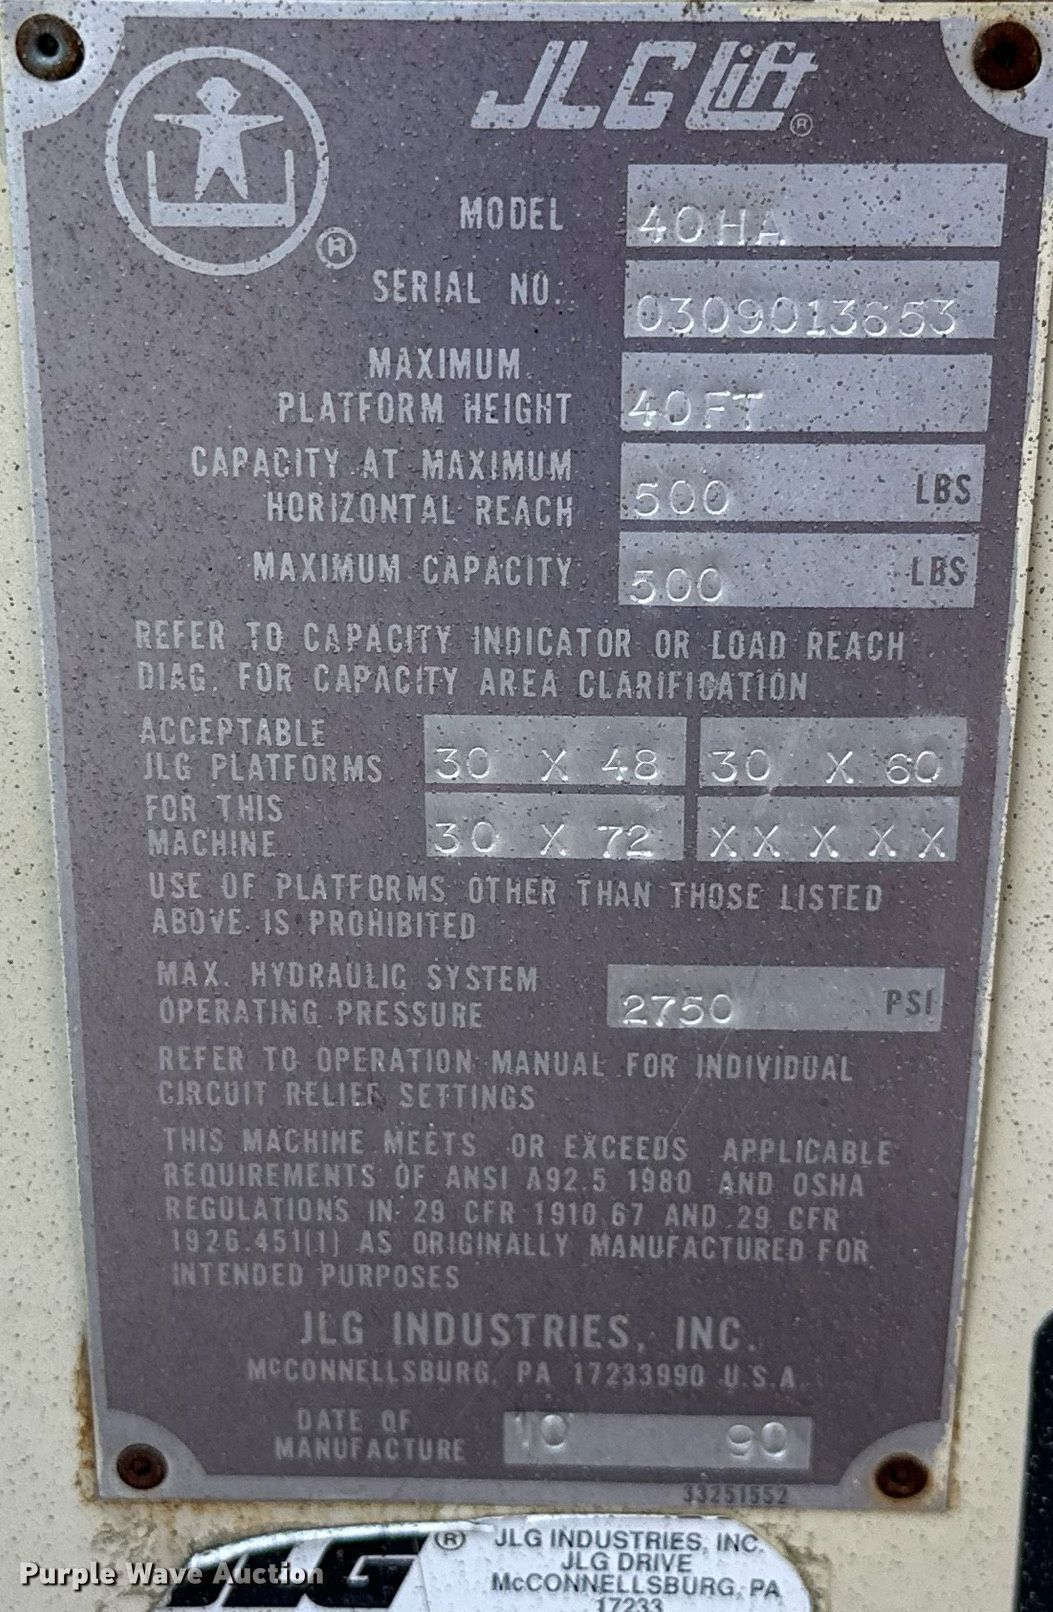 JLG Lift ®
®
MODEL 40HA
SERIAL NO. 0309013653
MAXIMUM
PLATFORM HEIGHT 40FT
CAPACITY AT MAXIMUM
HORIZONTAL REACH 500 LBS
MAXIMUM CAPACITY 500 LBS
REFER TO CAPACITY INDICATOR OR LOAD REACH
DIAG. FOR CAPACITY AREA CLARIFICATION
ACCEPTABLE
JLG PLATFORMS 30 X 48 30 X 60
FOR THIS
MACHINE 30 X 72 XX X X X
USE OF PLATFORMS OTHER THAN THOSE LISTED
ABOVE IS PROHIBITED
MAX. HYDRAULIC SYSTEM
OPERATING PRESSURE 2750 PSI
REFER TO OPERATION MANUAL FOR INDIVIDUAL
CIRCUIT RELIEF SETTINGS
THIS MACHINE MEETS OR EXCEEDS APPLICABLE
REQUIREMENTS OF ANSI A92.5 1980 AND OSHA
REGULATIONS IN 29 CFR 1910.67 AND 29 CFR
1926.451(1) AS ORIGINALLY MANUFACTURED FOR
INTENDED PURPOSES
JLG INDUSTRIES, INC.
McCONNELLSBURG, PA 17233990 U.S.A.
DATE OF
MANUFACTURE 10 90
33251552
JLG ® JLG INDUSTRIES, INC.
JLG DRIVE
McCONNELLSBURG, PA
17233
Purple Wave Auction